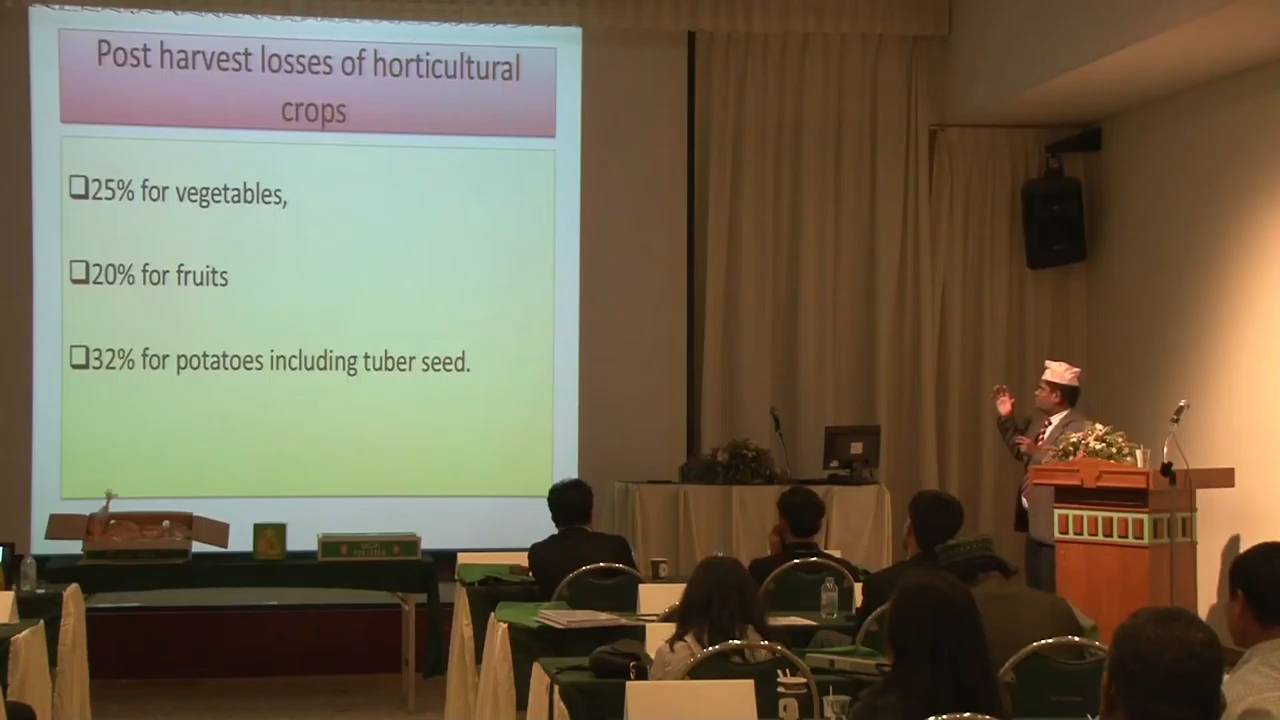 Post harvest losses of horticultural
crops
❑25% for vegetables,
❑20% for fruits
❑32% for potatoes including tuber seed.